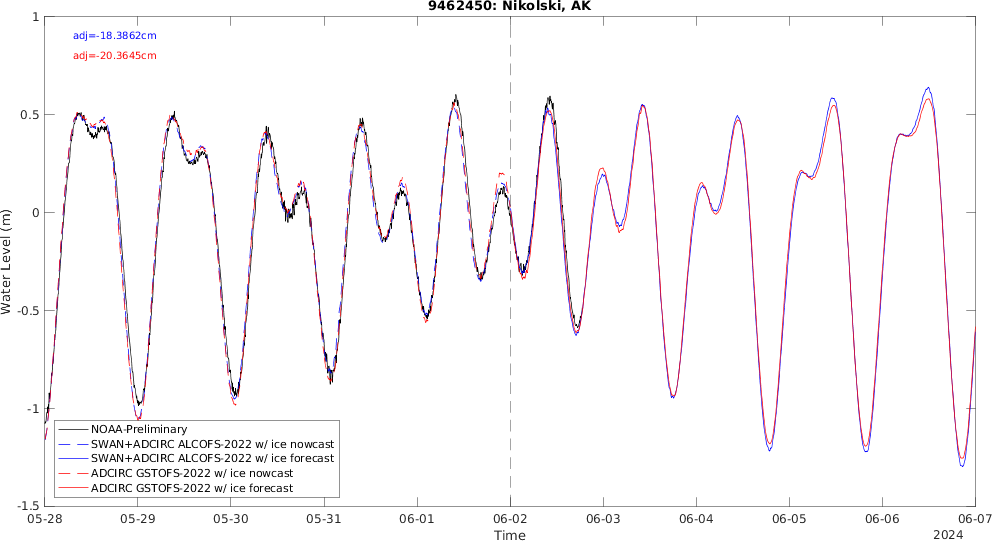 9462450: Nikolski, AK
adj=-18.3862cm
adj=-20.3645cm
1
0.5
0
-0.5
-1
-1.5
Water Level (m)
NOAA-Preliminary
SWAN+ADCIRC ALCOFS-2022 w/ ice nowcast
SWAN+ADCIRC ALCOFS-2022 w/ ice forecast
ADCIRC GSTOFS-2022 w/ ice nowcast
ADCIRC GSTOFS-2022 w/ ice forecast
05-28 05-29 05-30 05-31 06-01 06-02 06-03 06-04 06-05 06-06 06-07
Time
2024